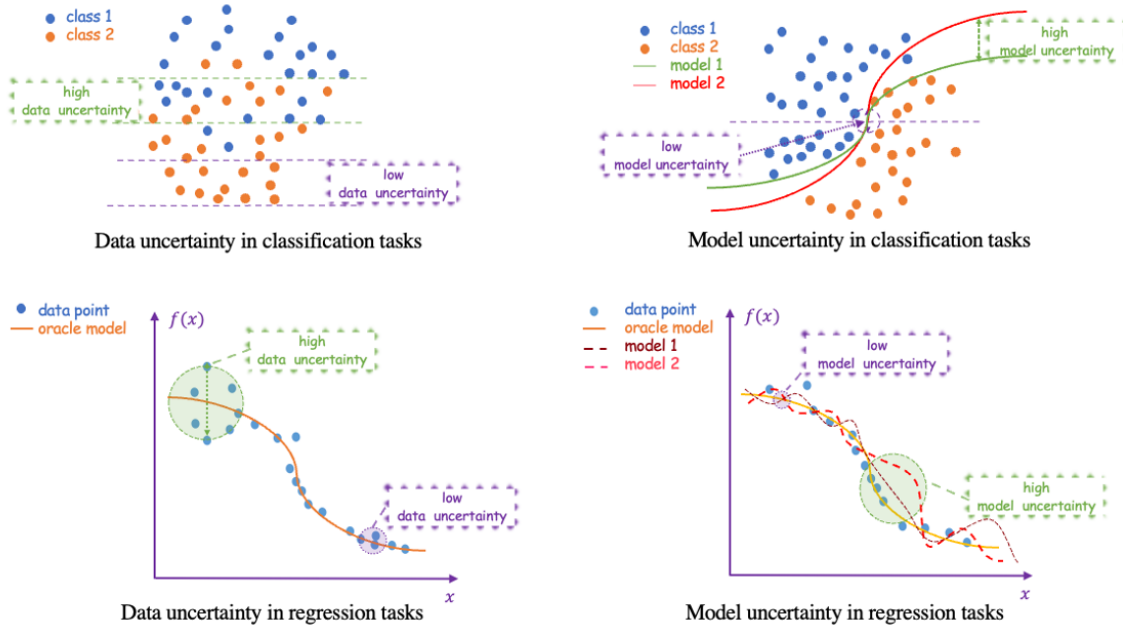 class 1
class 2
high
data uncertainty
low
data uncertainty
Data uncertainty in classification tasks
class 1
class 2
model 1
model 2
high
model uncertainty
low
model uncertainty
Model uncertainty in classification tasks
data point
oracle model
f(x)
high
data uncertainty
low
data uncertainty
x
Data uncertainty in regression tasks
data point
oracle model
model 1
model 2
f(x)
low
model uncertainty
high
model uncertainty
x
Model uncertainty in regression tasks